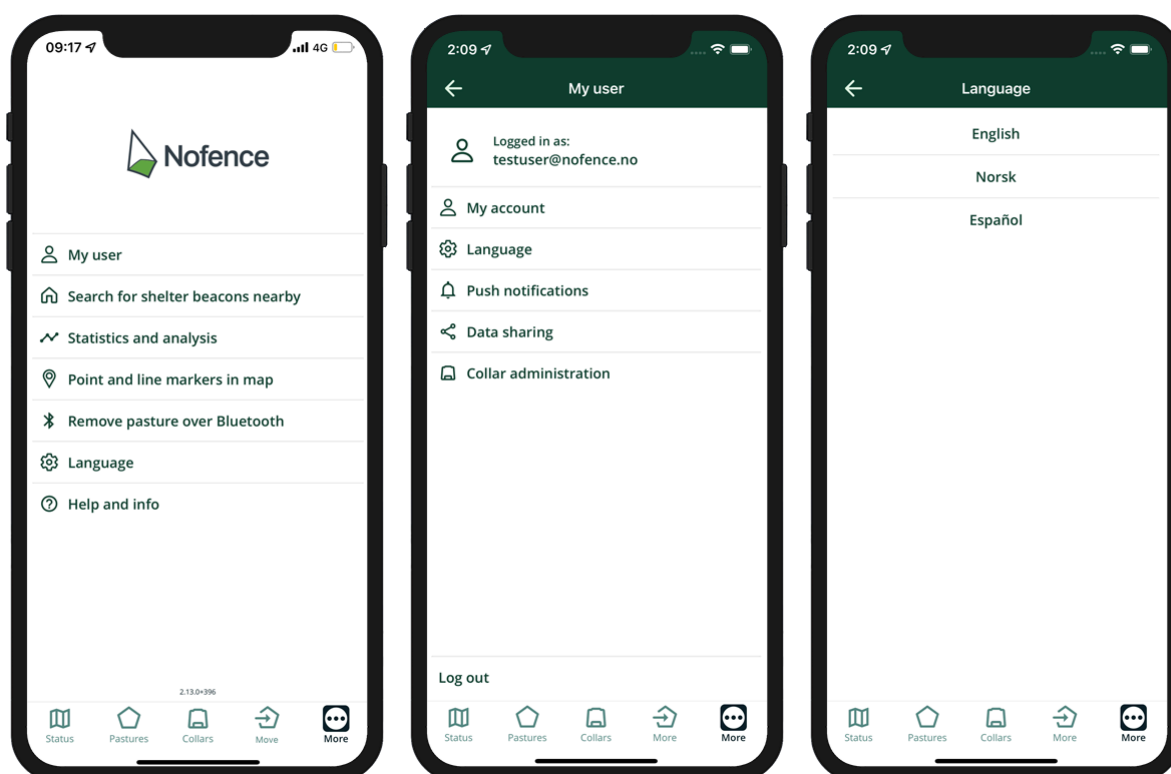 09:17
4G
Nofence
My user
Search for shelter beacons nearby
Statistics and analysis
Point and line markers in map
Remove pasture over Bluetooth
Language
Help and info
2.13.0+396
Status
Pastures
Collars
Move
More
2:09
My user
Logged in as:
testuser@nofence.no
My account
Language
Push notifications
Data sharing
Collar administration
Log out
Status
Pastures
Collars
More
More
2:09
Language
English
Norsk
Español
Status
Pastures
Collars
More
More